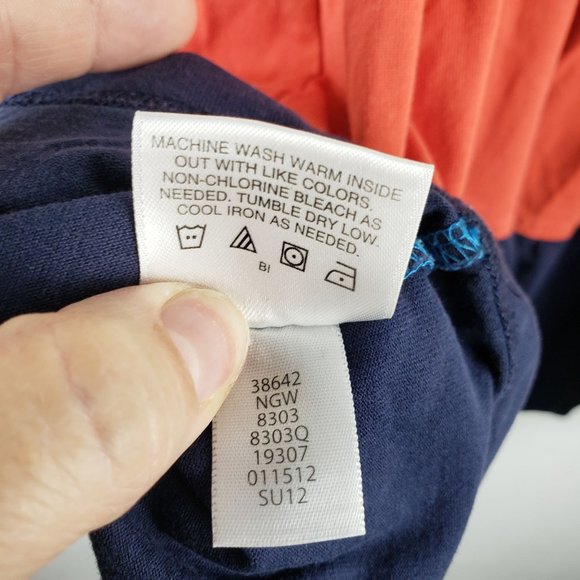 MACHINE WASH WARM INSIDE
OUT WITH LIKE COLORS.
NON-CHLORINE BLEACH AS
NEEDED. TUMBLE DRY LOW.
COOL IRON AS NEEDED.
BI
38642
NGW
8303
8303Q
19307
011512
SU12